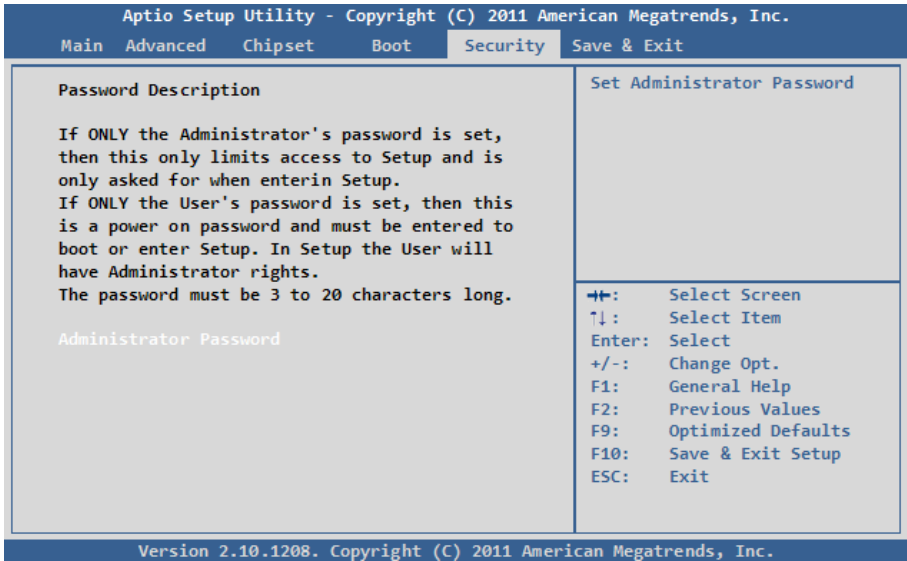 Aptio Setup Utility - Copyright (C) 2011 American Megatrends, Inc.
Main Advanced Chipset Boot Security Save & Exit
Password Description
If ONLY the Administrator's password is set,
then this only limits access to Setup and is
only asked for when enterin Setup.
If ONLY the User's password is set, then this
is a power on password and must be entered to
boot or enter Setup. In Setup the User will
have Administrator rights.
The password must be 3 to 20 characters long.
Administrator Password
Set Administrator Password
→←: Select Screen
↑↓: Select Item
Enter: Select
+/-: Change Opt.
F1: General Help
F2: Previous Values
F9: Optimized Defaults
F10: Save & Exit Setup
ESC: Exit
Version 2.10.1208. Copyright (C) 2011 American Megatrends, Inc.